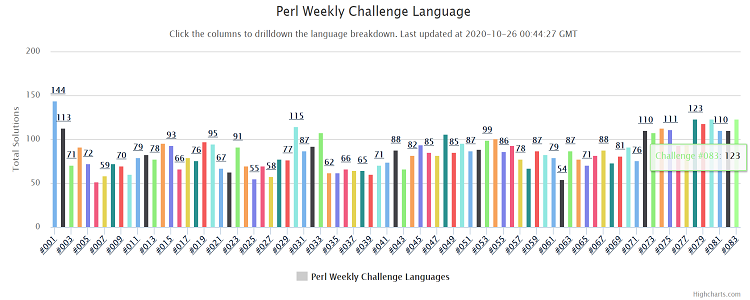 Perl Weekly Challenge Language
Click the columns to drilldown the language breakdown. Last updated at 2020-10-26 00:44:27 GMT
Total Solutions
200
150
100
50
0
144 113 71 72 59 70 79 78 93 66 76 95 67 91 55 58 77 115 87 62 66 65 71 88 82 93 85 85 87 99 86 77 87 79 54 87 71 88 81 76 110 111 123 110
Challenge #083: 123
#001 #003 #005 #007 #009 #011 #013 #015 #017 #019 #021 #023 #025 #027 #029 #031 #033 #035 #037 #039 #041 #043 #045 #047 #049 #051 #053 #055 #057 #059 #061 #063 #065 #067 #069 #071 #073 #075 #077 #079 #081 #083
Perl Weekly Challenge Languages
Highcharts.com